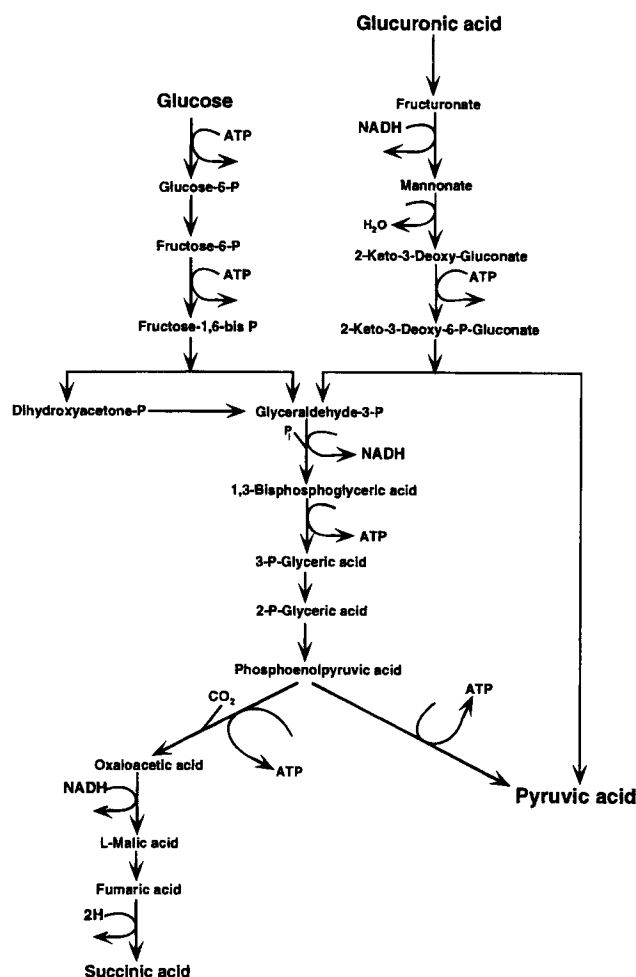 Glucuronic acid
Glucose
Fructuronate
ATP
NADH
Glucose-6-P
Mannonate
H2O
Fructose-6-P
2-Keto-3-Deoxy-Gluconate
ATP
ATP
Fructose-1,6-bis P
2-Keto-3-Deoxy-6-P-Gluconate
Dihydroxyacetone-P
Glyceraldehyde-3-P
Pi
NADH
1,3-Bisphosphoglyceric acid
ATP
3-P-Glyceric acid
2-P-Glyceric acid
Phosphoenolpyruvic acid
CO2
ATP
Oxaloacetic acid
ATP
NADH
Pyruvic acid
L-Malic acid
Fumaric acid
2H
Succinic acid